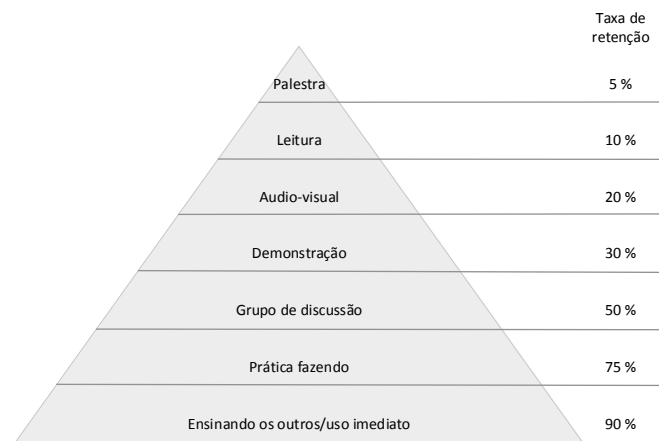 Taxa de
retenção
Palestra 5 %
Leitura 10 %
Audio-visual 20 %
Demonstração 30 %
Grupo de discussão 50 %
Prática fazendo 75 %
Ensinando os outros/uso imediato 90 %